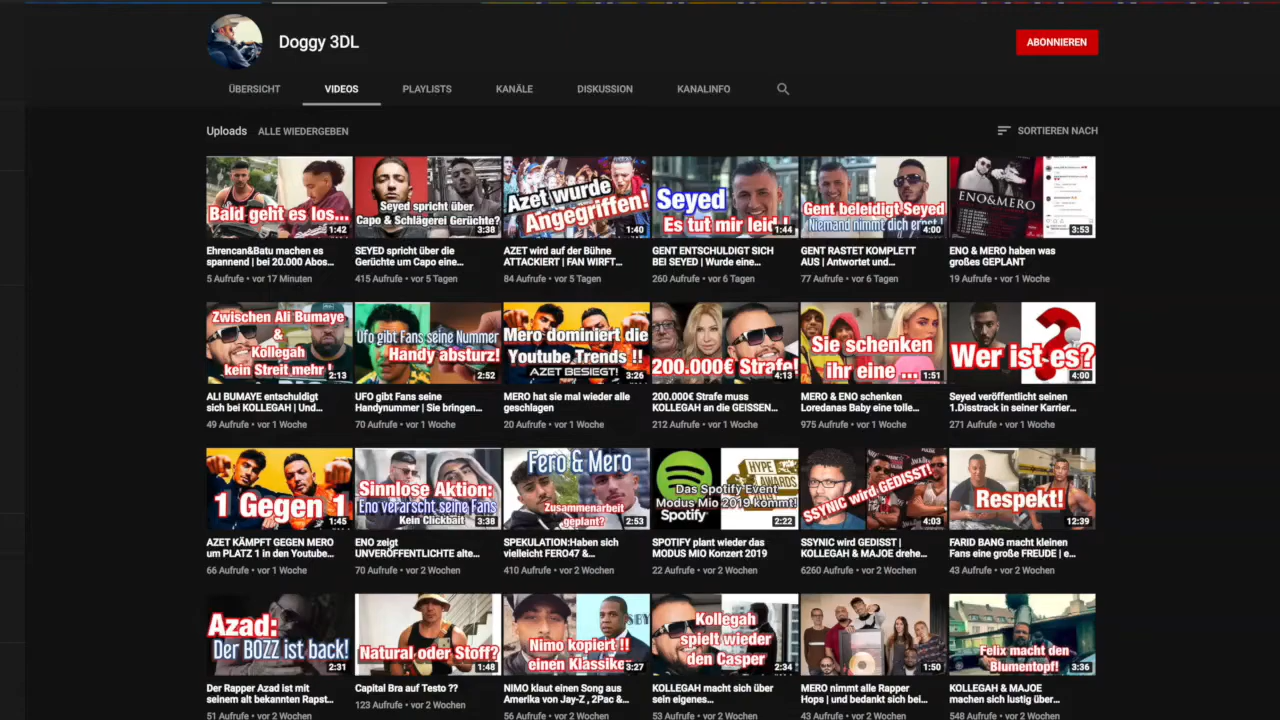 Doggy 3DL
ABONNIEREN
ÜBERSICHT VIDEOS PLAYLISTS KANÄLE DISKUSSION KANALINFO
Uploads ALLE WIEDERGEBEN SORTIEREN NACH
Bald geht es los...
1:42
Seyed spricht über
Capo & Schlägerei Gerüchte?
3:38
Azet wurde
Angegriffen!
1:40
Seyed
Es tut mir leid!
1:44
Gent beleidigt Seyed
Niemand nimmt dich ernst!
4:00
ENO&MERO
3:53
Ehrencan&Batu machen es
spannend | bei 20.000 Abos...
5 Aufrufe • vor 17 Minuten
SEYED spricht über die
Gerüchte um Capo eine...
415 Aufrufe • vor 5 Tagen
AZET wird auf der Bühne
ATTACKIERT | FAN WIRFT...
84 Aufrufe • vor 5 Tagen
GENT ENTSCHULDIGT SICH
BEI SEYED | Wurde eine...
260 Aufrufe • vor 6 Tagen
GENT RASTET KOMPLETT
AUS | Antwortet und...
77 Aufrufe • vor 6 Tagen
ENO & MERO haben was
großes GEPLANT
19 Aufrufe • vor 1 Woche
Zwischen Ali Bumaye
&
Kollegah
kein Streit mehr !
2:13
Ufo gibt Fans seine Nummer
Handy absturz!
2:52
Mero dominiert die
Youtube Trends !!
AZET BESIEGT!
3:26
200.000€ Strafe!
4:13
Sie schenken
ihr eine ...
1:51
Wer ist es?
?
4:00
ALI BUMAYE entschuldigt
sich bei KOLLEGAH | Und...
49 Aufrufe • vor 1 Woche
UFO gibt Fans seine
Handynummer | Sie bringen...
70 Aufrufe • vor 1 Woche
MERO hat sie mal wieder alle
geschlagen
20 Aufrufe • vor 1 Woche
200.000€ Strafe muss
KOLLEGAH an die GEISSEN...
212 Aufrufe • vor 1 Woche
MERO & ENO schenken
Loredanas Baby eine tolle...
975 Aufrufe • vor 1 Woche
Seyed veröffentlicht seinen
1.Disstrack in seiner Karrier...
271 Aufrufe • vor 1 Woche
1 Gegen 1
1:45
Sinnlose Aktion:
Eno verarscht seine Fans
Kein Clickbait
3:38
Fero & Mero
Zusammenarbeit
geplant?
2:53
HYPE
AWARDS
Das Spotify Event
Modus Mio 2019 kommt!
Spotify
2:22
SSYNIC wird GEDISST!
4:03
Respekt!
12:39
AZET KÄMPFT GEGEN MERO
um PLATZ 1 in den Youtube...
66 Aufrufe • vor 1 Woche
ENO zeigt
UNVERÖFFENTLICHTE alte...
70 Aufrufe • vor 2 Wochen
SPEKULATION:Haben sich
vielleicht FERO47 &...
410 Aufrufe • vor 2 Wochen
SPOTIFY plant wieder das
MODUS MIO Konzert 2019
22 Aufrufe • vor 2 Wochen
SSYNIC wird GEDISST |
KOLLEGAH & MAJOE drehe...
6260 Aufrufe • vor 2 Wochen
FARID BANG macht kleinen
Fans eine große FREUDE | e...
43 Aufrufe • vor 2 Wochen
Azad:
Der BOZZ ist back!
2:31
Natural oder Stoff?
1:48
Nimo kopiert !!
einen Klassiker
3:27
Kollegah
spielt wieder
den Casper
2:34
1:50
Felix macht den
Blumentopf!
3:36
Der Rapper Azad ist mit
seinem alt bekannten Rapst...
51 Aufrufe • vor 2 Wochen
Capital Bra auf Testo ??
123 Aufrufe • vor 2 Wochen
NIMO klaut einen Song aus
Amerika von Jay-Z , 2Pac &...
56 Aufrufe • vor 2 Wochen
KOLLEGAH macht sich über
sein eigenes...
53 Aufrufe • vor 2 Wochen
MERO nimmt alle Rapper
Hops | und bedankt sich bei...
43 Aufrufe • vor 2 Wochen
KOLLEGAH & MAJOE
machen sich lustig über...
548 Aufrufe • vor 2 Wochen